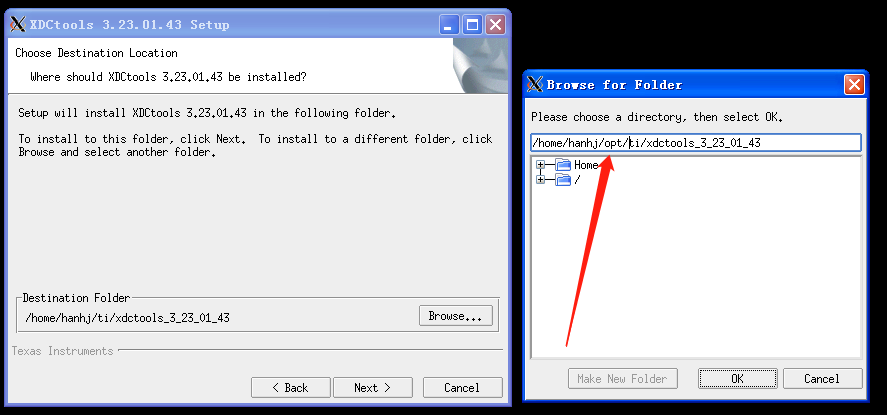 XDCtools 3.23.01.43 Setup
Choose Destination Location
Where should XDCtools 3.23.01.43 be installed?
Setup will install XDCtools 3.23.01.43 in the following folder.
To install to this folder, click Next.  To install to a different folder, click
Browse and select another folder.
Destination Folder
/home/hanhj/ti/xdctools_3_23_01_43
Browse...
Texas Instruments
< Back
Next >
Cancel
Browse for Folder
Please choose a directory, then select OK.
/home/hanhj/opt/ti/xdctools_3_23_01_43
Home
/
Make New Folder
OK
Cancel